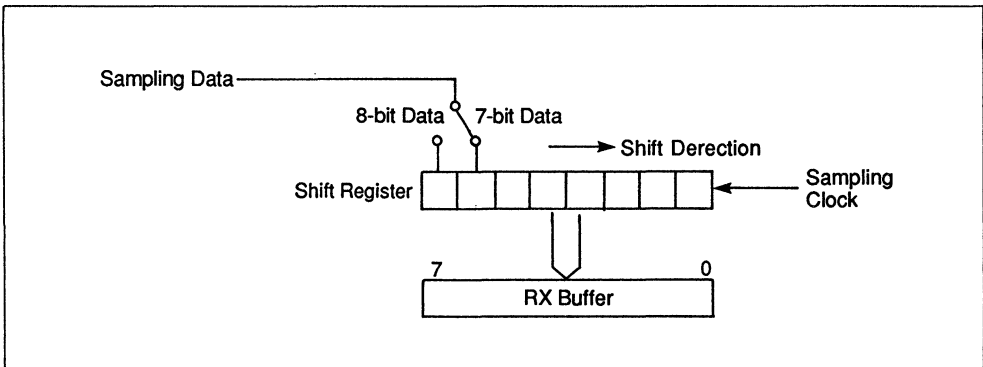 Sampling Data
8-bit Data
7-bit Data
Shift Derection
Shift Register
Sampling
Clock
7
0
RX Buffer